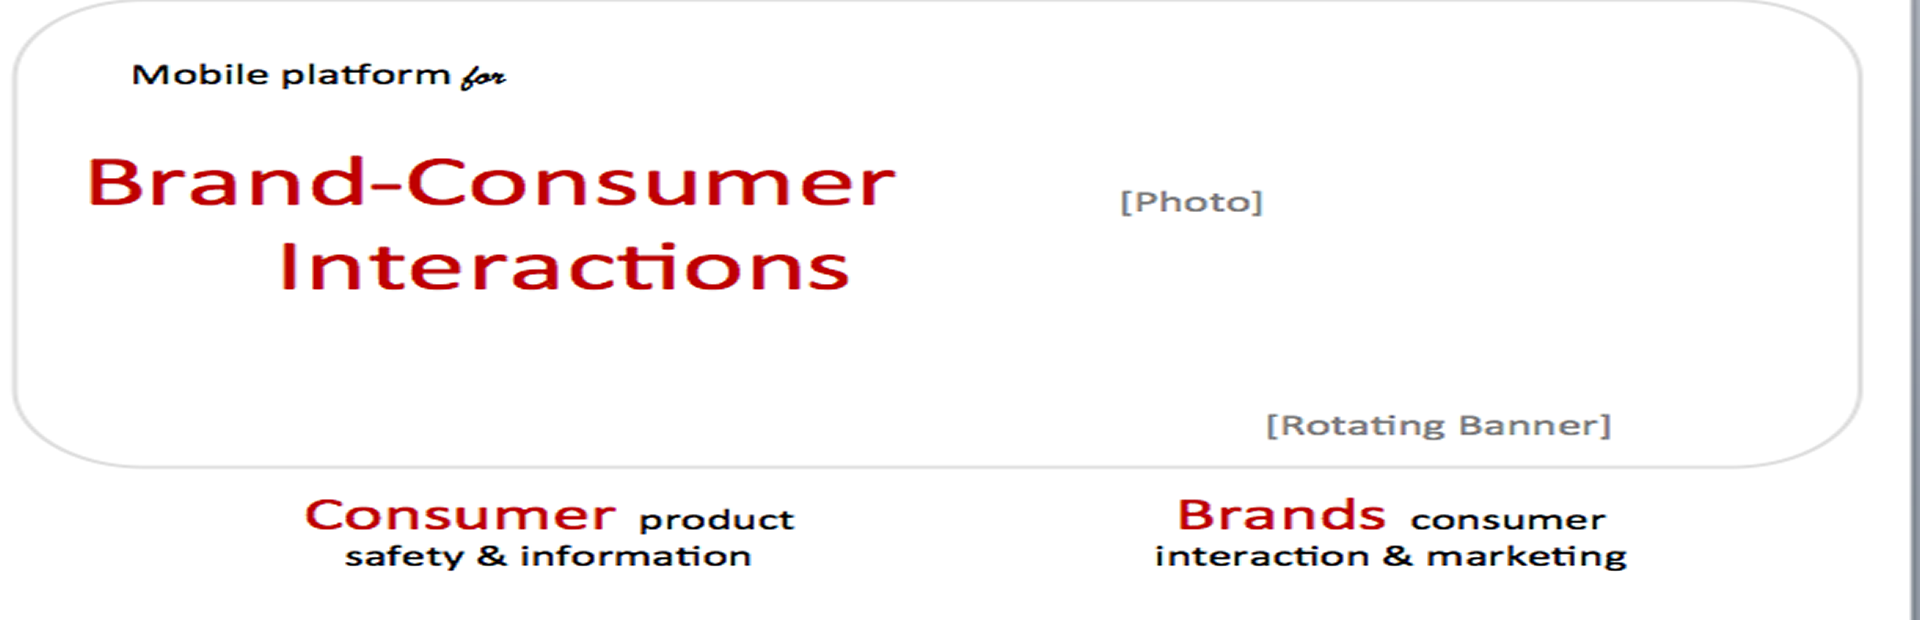 Mobile platform for
Brand-Consumer
Interactions
[Photo]
[Rotating Banner]
Consumer product
safety & information
Brands consumer
interaction & marketing